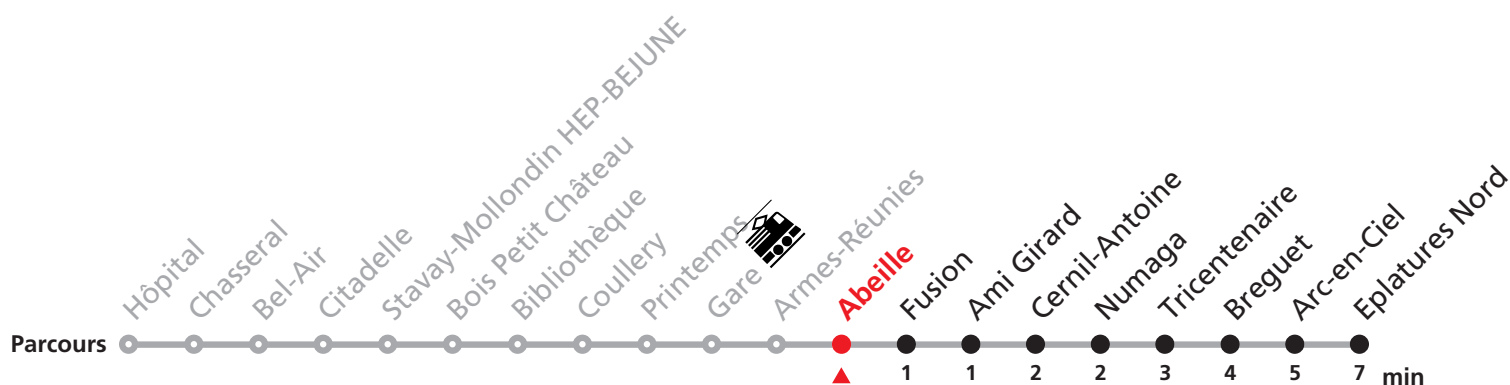 Hôpital
Chasseral
Bel-Air
Citadelle
Stavay-Mollondin HEP-BEJUNE
Bois Petit Château
Bibliothèque
Coullery
Printemps
Gare
Armes-Réunies
Abeille
Fusion
Ami Girard
Cernil-Antoine
Numaga
Tricentenaire
Breguet
Arc-en-Ciel
Eplatures Nord
Parcours
1 1 2 2 3 4 5 7 min